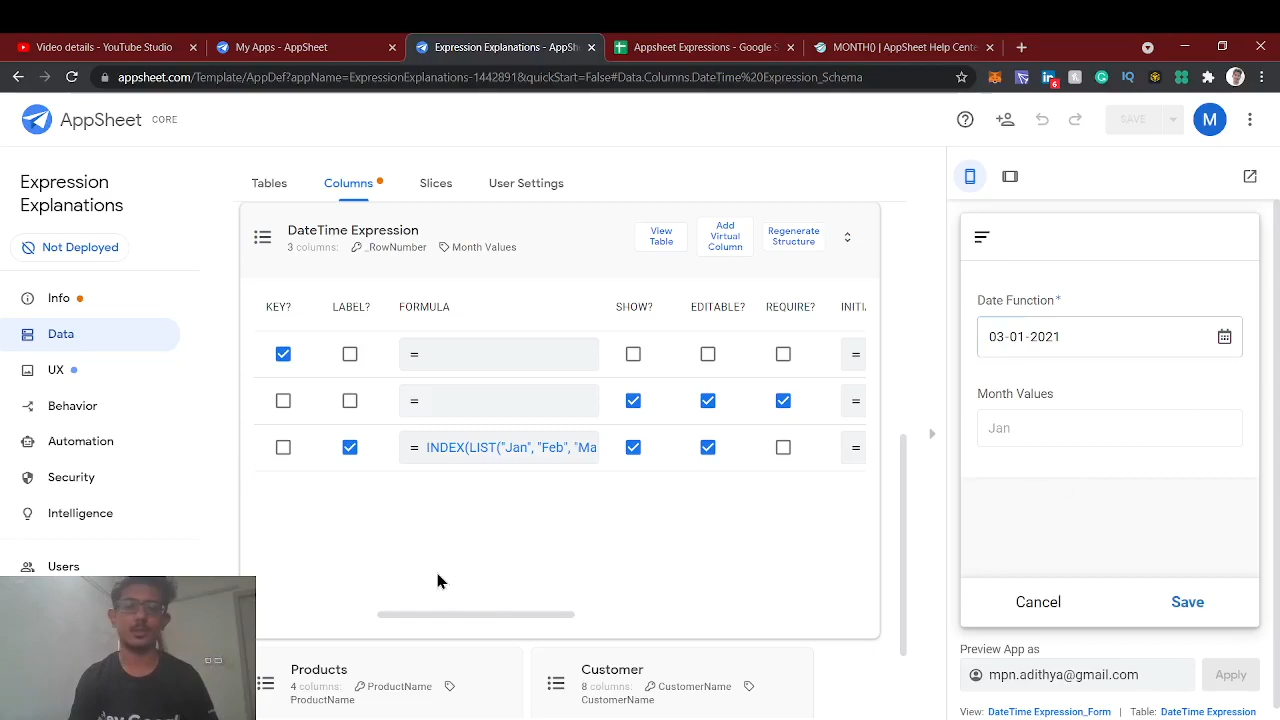 Video details - YouTube Studio
My Apps - AppSheet
Expression Explanations - AppSh
Appsheet Expressions - Google S
MONTH() | AppSheet Help Cente
appsheet.com/Template/AppDef?appName=ExpressionExplanations-1442891&quickStart=False#Data.Columns.DateTime%20Expression_Schema
6
AppSheet CORE
SAVE
M
Expression
Explanations
Not Deployed
Info
Data
UX
Behavior
Automation
Security
Intelligence
Users
Tables
Columns
Slices
User Settings
DateTime Expression
3 columns: _RowNumber Month Values
View
Table
Add
Virtual
Column
Regenerate
Structure
KEY? LABEL? FORMULA SHOW? EDITABLE? REQUIRE? INITIA
=
=
=
=
= INDEX(LIST("Jan", "Feb", "Ma
=
Products
4 columns: ProductName
ProductName
Customer
8 columns: CustomerName
CustomerName
Date Function*
03-01-2021
Month Values
Jan
Cancel
Save
Preview App as
mpn.adithya@gmail.com
Apply
View: DateTime Expression_Form | Table: DateTime Expression